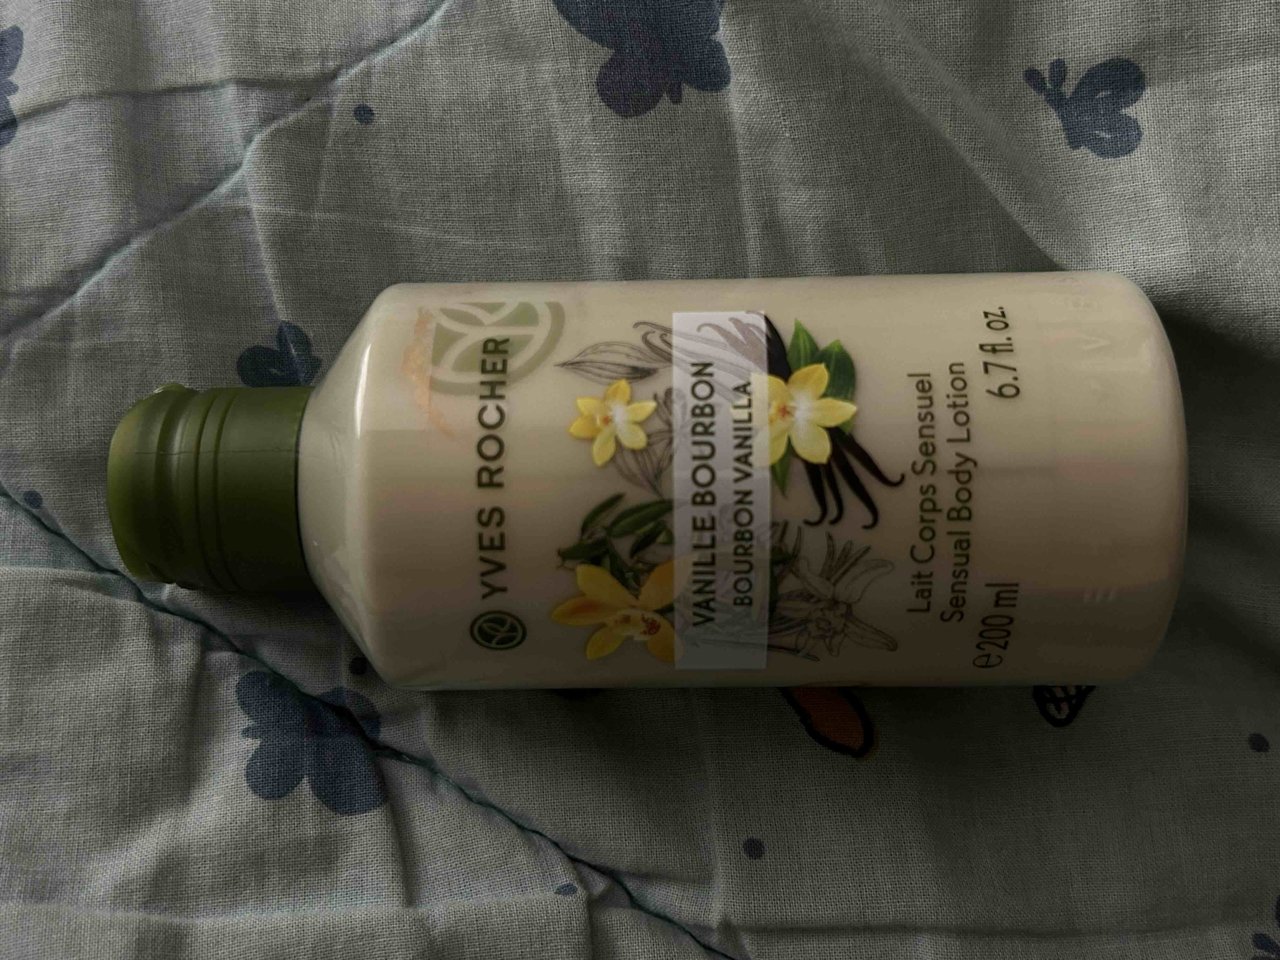 YVES ROCHER
VANILLE BOURBON
BOURBON VANILLA
Lait Corps Sensuel
Sensual Body Lotion
℮200 ml 6.7 fl. oz.